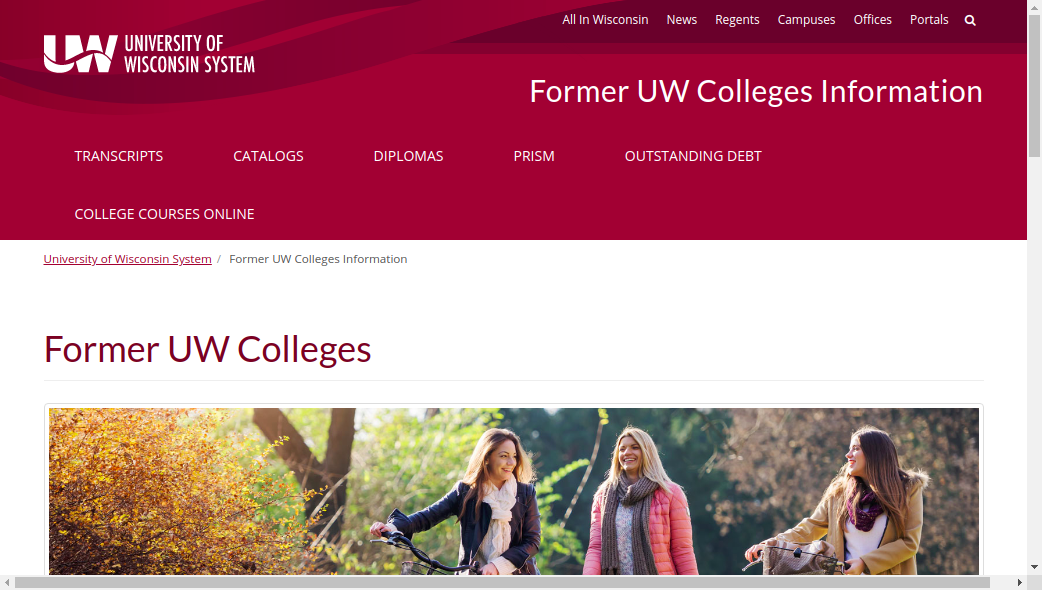 All In Wisconsin News Regents Campuses Offices Portals
UW UNIVERSITY OF
WISCONSIN SYSTEM
Former UW Colleges Information
TRANSCRIPTS CATALOGS DIPLOMAS PRISM OUTSTANDING DEBT
COLLEGE COURSES ONLINE
University of Wisconsin System / Former UW Colleges Information
Former UW Colleges